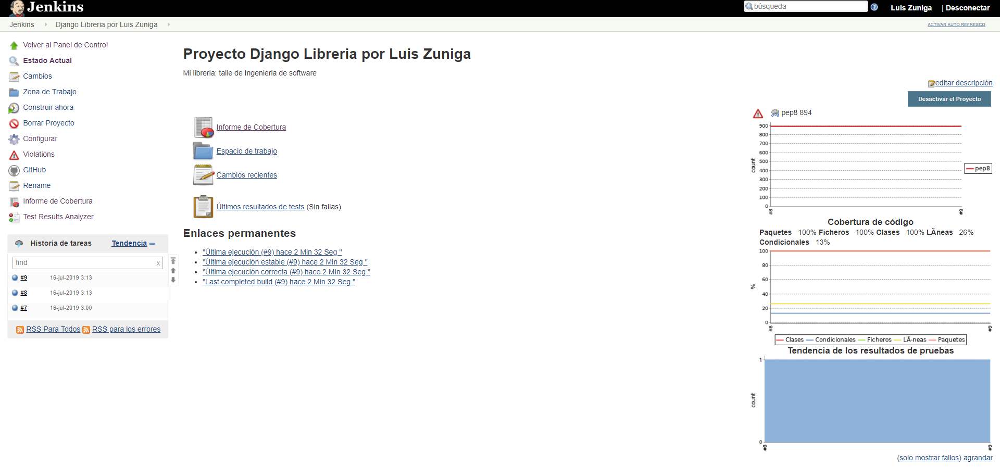 Jenkins
búsqueda
Luis Zuniga
| Desconectar
Jenkins
Django Libreria por Luis Zuniga
ACTIVAR AUTO REFRESCO
Volver al Panel de Control
Estado Actual
Cambios
Zona de Trabajo
Construir ahora
Borrar Proyecto
Configurar
Violations
GitHub
Rename
Informe de Cobertura
Test Results Analyzer
Historia de tareas
Tendencia
find
x
#9 16-jul-2019 3:13
#8 16-jul-2019 3:13
#7 16-jul-2019 3:00
RSS Para Todos RSS para los errores
Proyecto Django Libreria por Luis Zuniga
Mi libreria: talle de Ingenieria de software
editar descripción
Desactivar el Proyecto
Informe de Cobertura
Espacio de trabajo
Cambios recientes
Últimos resultados de tests (Sin fallas)
Enlaces permanentes
"Última ejecución (#9) hace 2 Min 32 Seg "
"Última ejecución estable (#9) hace 2 Min 32 Seg "
"Última ejecución correcta (#9) hace 2 Min 32 Seg "
"Last completed build (#9) hace 2 Min 32 Seg "
pep8 894
900
800
700
600
500
400
300
200
100
0
count
#8
#9
pep8
Cobertura de código
Paquetes 100% Ficheros 100% Clases 100% LÃneas 26%
Condicionales 13%
100
80
60
40
20
0
%
#8
#9
Clases Condicionales Ficheros LÃ-neas Paquetes
Tendencia de los resultados de pruebas
1
0
count
#8
#9
(solo mostrar fallos) agrandar